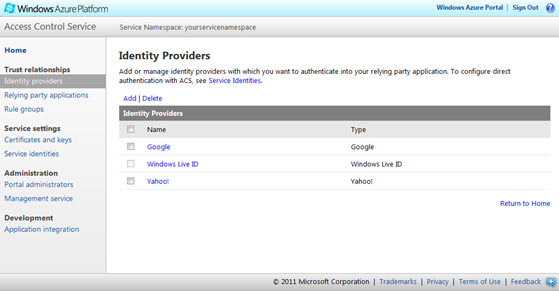 Windows Azure Platform
Windows Azure Portal | Sign Out
Access Control Service
Service Namespace: yourservicenamespace
Home
Trust relationships
Identity providers
Relying party applications
Rule groups
Service settings
Certificates and keys
Service identities
Administration
Portal administrators
Management service
Development
Application integration
Identity Providers
Add or manage identity providers with which you want to authenticate into your relying party application. To configure direct
authentication with ACS, see Service Identities.
Add | Delete
Identity Providers
Name Type
Google Google
Windows Live ID Windows Live ID
Yahoo! Yahoo!
Return to Home
© 2011 Microsoft Corporation | Trademarks | Privacy | Terms of Use | Feedback